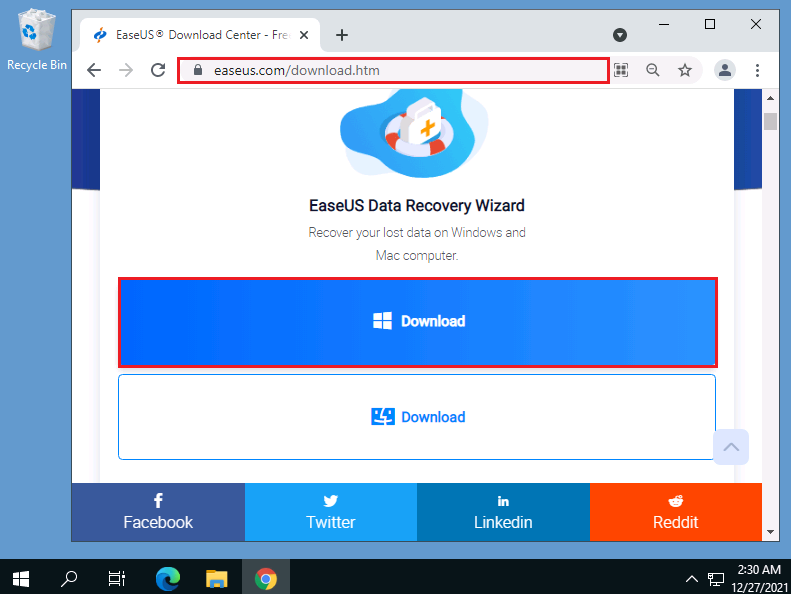 Recycle Bin
EaseUS® Download Center - Fre
easeus.com/download.htm
EaseUS Data Recovery Wizard
Recover your lost data on Windows and
Mac computer.
Download
Download
Facebook
Twitter
Linkedin
Reddit
2:30 AM
12/27/2021